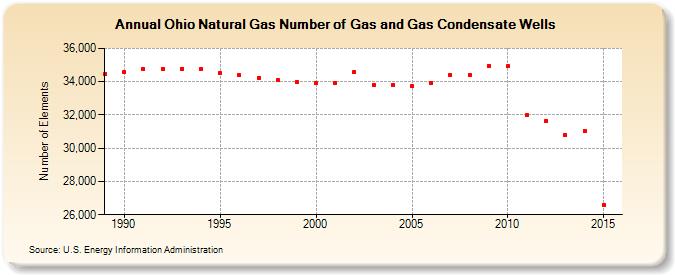 Annual Ohio Natural Gas Number of Gas and Gas Condensate Wells
Number of Elements
36,000
34,000
32,000
30,000
28,000
26,000
1990 1995 2000 2005 2010 2015
Source: U.S. Energy Information Administration